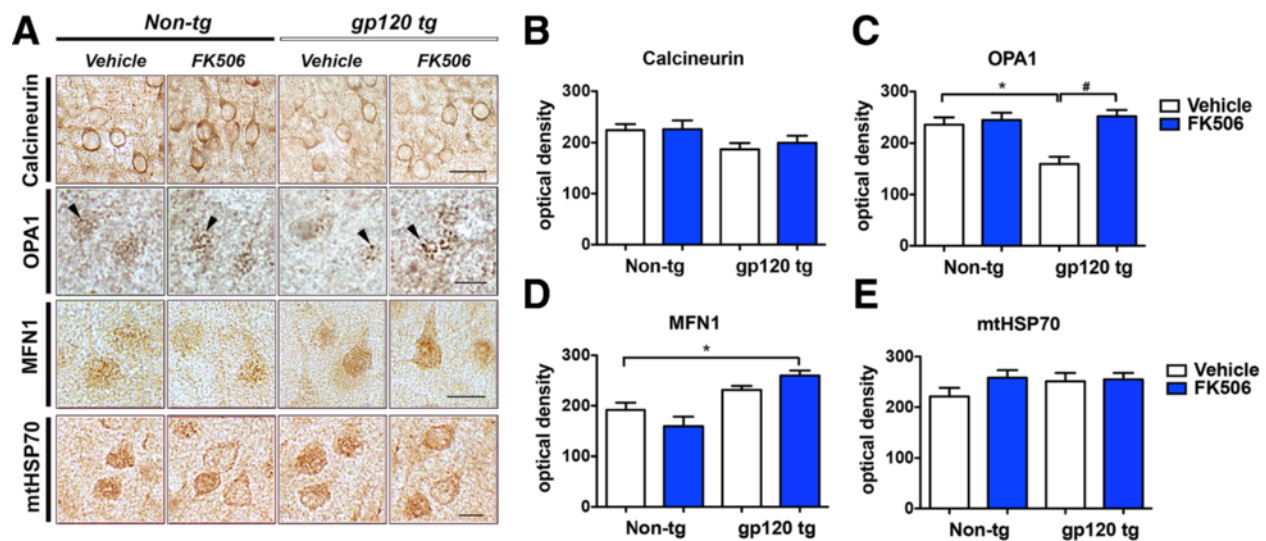 A
Non-tg
gp120 tg
Vehicle
FK506
Vehicle
FK506
Calcineurin
OPA1
MFN1
mtHSP70
B
Calcineurin
optical density
300
200
100
0
Non-tg
gp120 tg
C
OPA1
optical density
300
200
100
0
*
#
Non-tg
gp120 tg
Vehicle
FK506
D
MFN1
optical density
300
200
100
0
*
Non-tg
gp120 tg
E
mtHSP70
optical density
300
200
100
0
Non-tg
gp120 tg
Vehicle
FK506